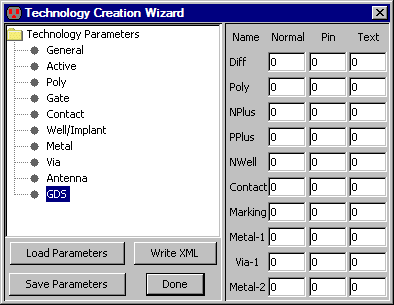 Technology Creation Wizard
Technology Parameters
General
Active
Poly
Gate
Contact
Well/Implant
Metal
Via
Antenna
GDS
Load Parameters Write XML
Save Parameters Done
Name Normal Pin Text
Diff 0 0 0
Poly 0 0 0
NPlus 0 0 0
PPlus 0 0 0
NWell 0 0 0
Contact 0 0 0
Marking 0 0 0
Metal-1 0 0 0
Via-1 0 0 0
Metal-2 0 0 0